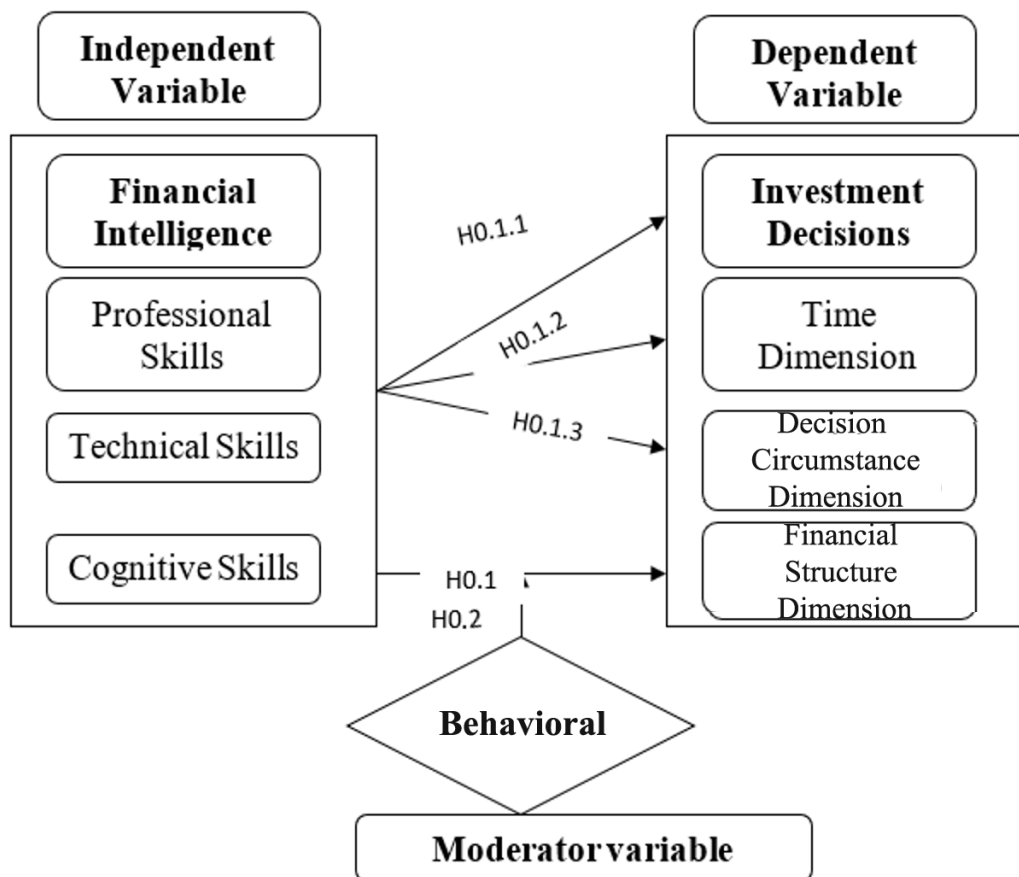 Independent
Variable
Financial
Intelligence
Professional
Skills
Technical Skills
Cognitive Skills
H0.1.1
H0.1.2
H0.1.3
H0.1
H0.2
Dependent
Variable
Investment
Decisions
Time
Dimension
Decision
Circumstance
Dimension
Financial
Structure
Dimension
Behavioral
Moderator variable